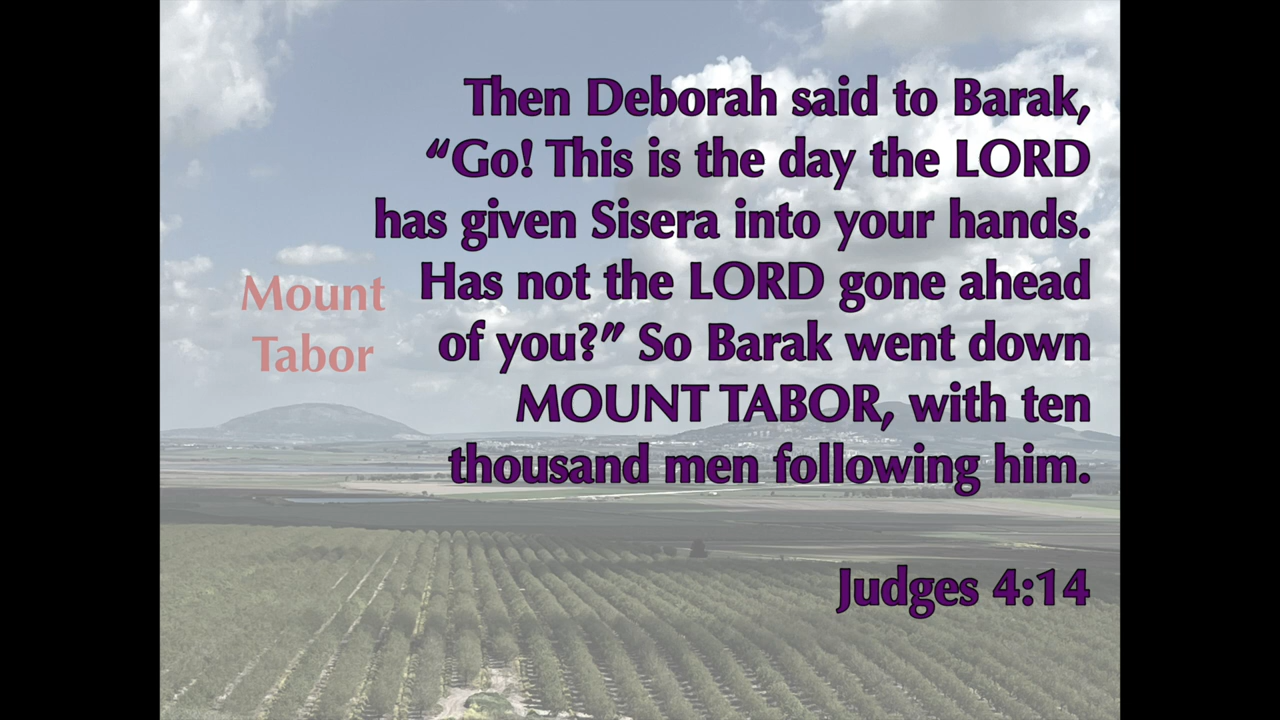 Then Deborah said to Barak,
“Go! This is the day the LORD
has given Sisera into your hands.
Has not the LORD gone ahead
of you?” So Barak went down
MOUNT TABOR, with ten
thousand men following him.
Judges 4:14
Mount
Tabor